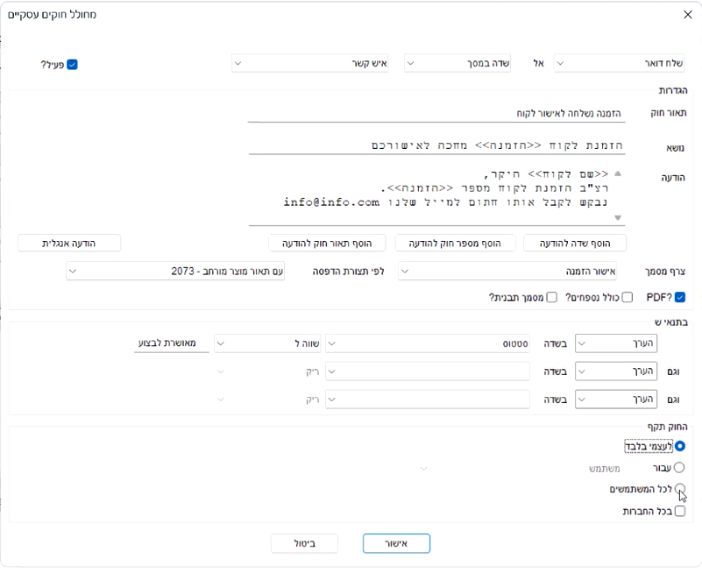 מחולל חוקים עסקיים
שלח דואר אל שדה במסך איש קשר פעיל?
הגדרות
תאור חוק הזמנה נשלחה לאישור לקוח
נושא הזמנת לקוח <<הזמנה>> מחכה לאישורכם
הודעה <<שם לקוח>> היקר,
רצ"ב הזמנת לקוח מספר <<הזמנה>>.
נבקש לקבל אותו חתום למייל שלנו info@info.com
הוסף שדה להודעה הוסף מספר חוק להודעה הוסף תאור חוק להודעה הודעה אנגלית
צרף מסמך אישור הזמנה לפי תצורת הדפסה עם תאור מוצר מורחב - 2073
PDF? כולל נספחים? מסמך תבנית?
בתנאי ש
הערך בשדה סטטוס שווה ל מאושרת לבצוע
וגם הערך בשדה ריק
וגם הערך בשדה ריק
החוק תקף
לעצמי בלבד
עבור משתמש
לכל המשתמשים
בכל החברות
אישור ביטול